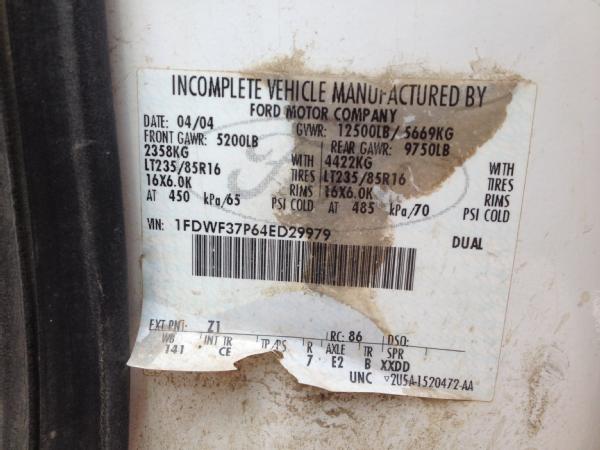 INCOMPLETE VEHICLE MANUFACTURED BY
FORD MOTOR COMPANY
DATE: 04/04 GVWR: 12500LB/ 5669KG
FRONT GAWR: 5200LB REAR GAWR: 9750LB
2358KG WITH 4422KG WITH
LT235/85R16 TIRES LT235/85R16 TIRES
16X6.0K RIMS 16X6.0K RIMS
AT 450 kPa/65 PSI COLD AT 485 kPa/70 PSI COLD
VIN: 1FDWF37P64ED29979 DUAL
EXT PNT: Z1 RC: 86 DSO:
WB INT TR TP/PS R AXLE TR SPR
141 CE 7 E2 B XXDD
UNC ▽2U5A-1520472-AA